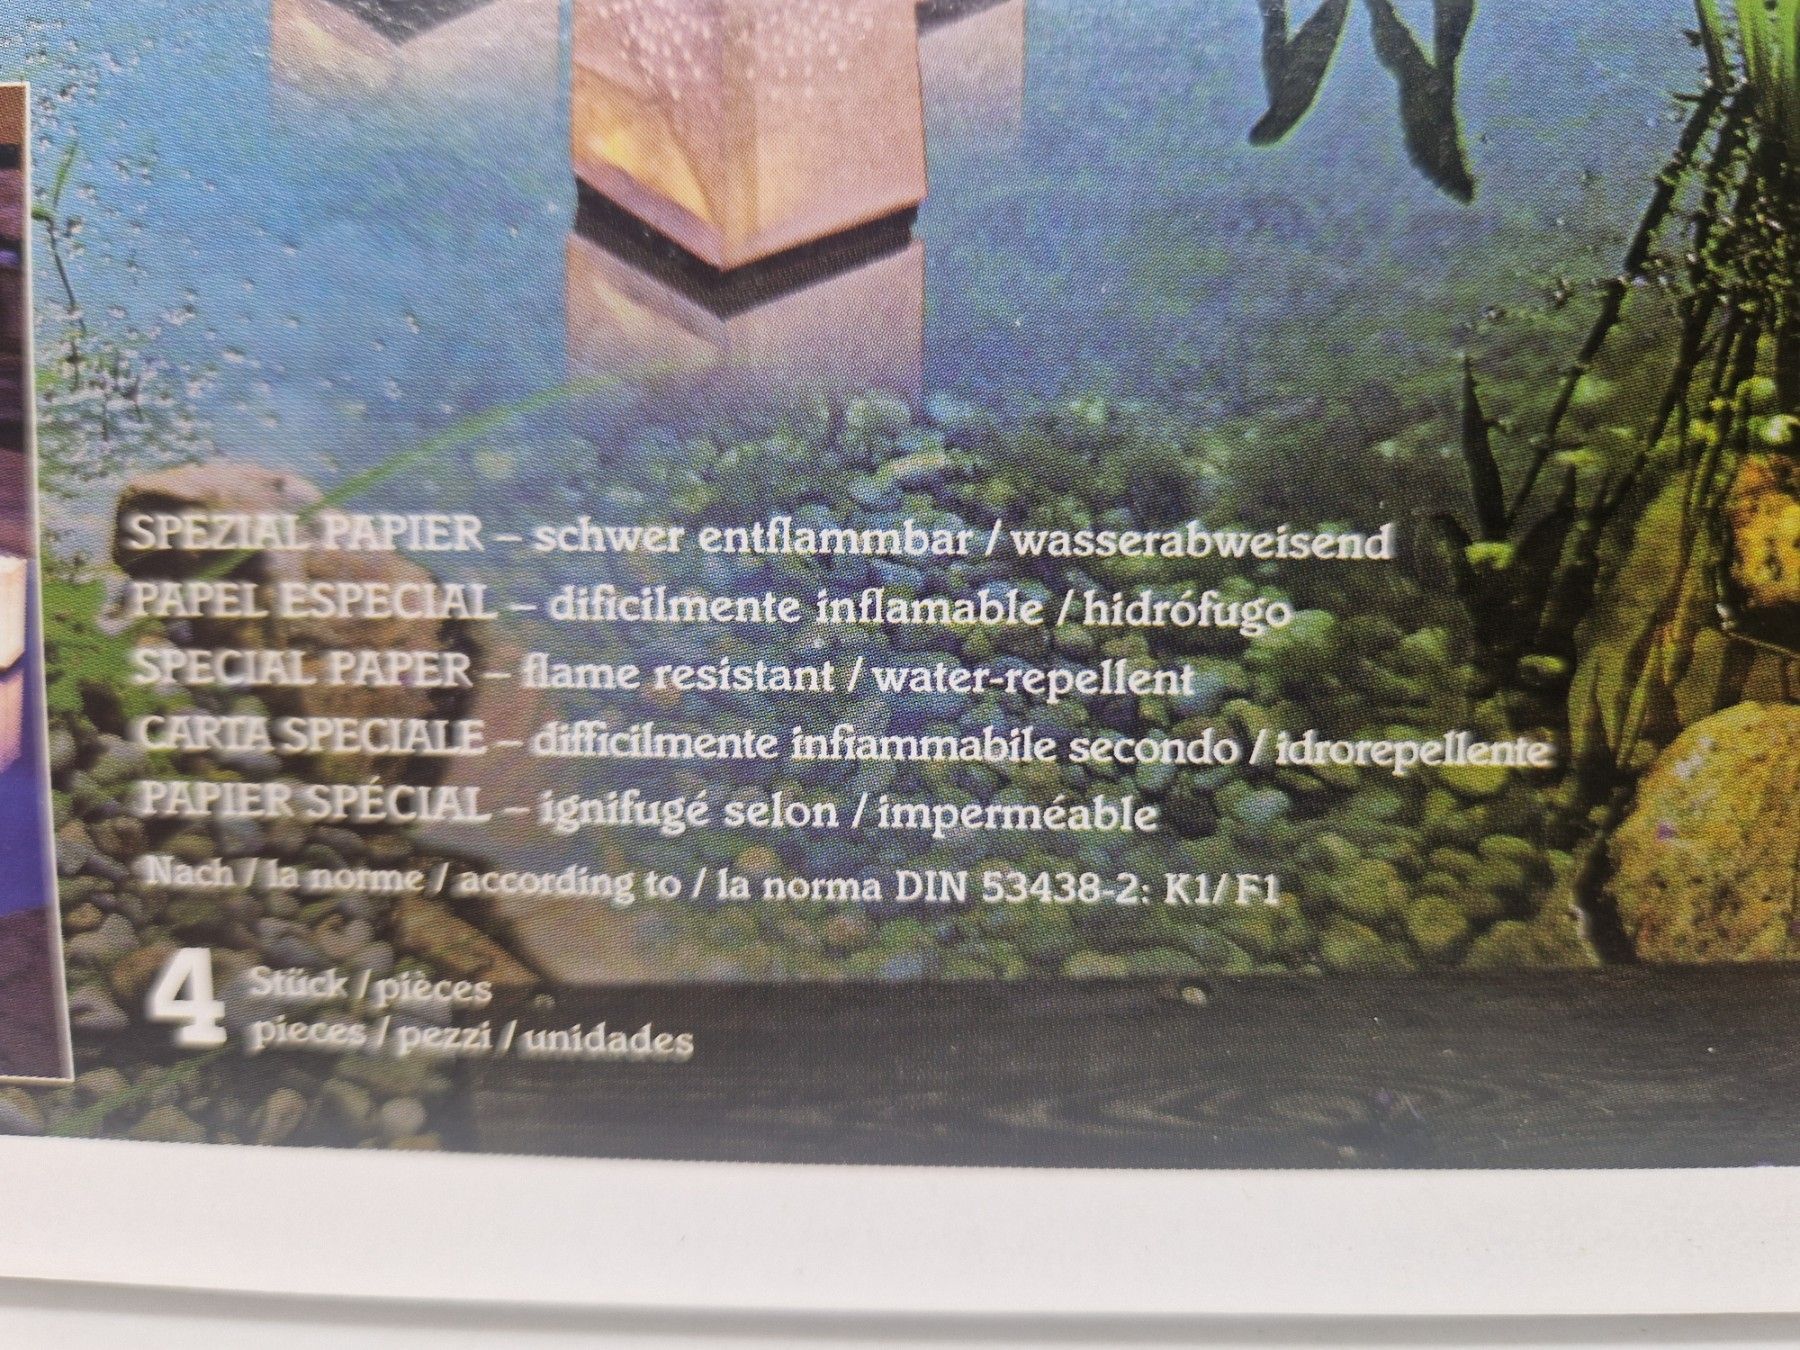 SPEZIAL PAPIER – schwer entflammbar / wasserabweisend
PAPEL ESPECIAL – dificilmente inflamable / hidrófugo
SPECIAL PAPER – flame resistant / water-repellent
CARTA SPECIALE – difficilmente infiammabile secondo / idrorepellente
PAPIER SPÉCIAL – ignifugé selon / imperméable
Nach / la norme / according to / la norma DIN 53438-2: K1/F1
4 Stück / pièces
pieces / pezzi / unidades